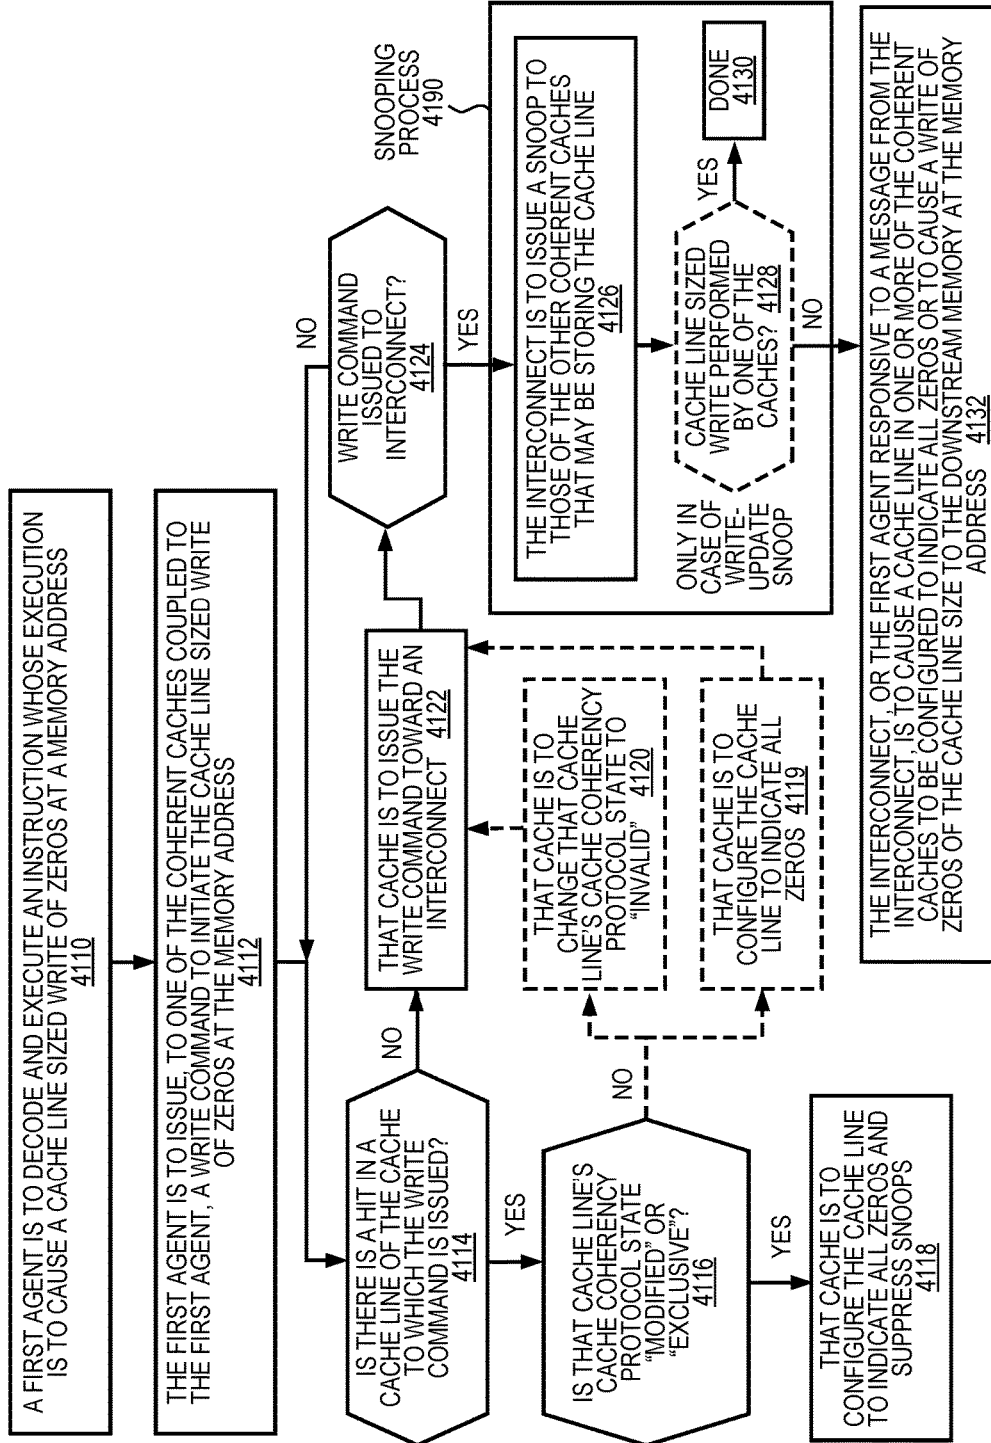 A FIRST AGENT IS TO DECODE AND EXECUTE AN INSTRUCTION WHOSE EXECUTION
IS TO CAUSE A CACHE LINE SIZED WRITE OF ZEROS AT A MEMORY ADDRESS
4110
THE FIRST AGENT IS TO ISSUE, TO ONE OF THE COHERENT CACHES COUPLED TO
THE FIRST AGENT, A WRITE COMMAND TO INITIATE THE CACHE LINE SIZED WRITE
OF ZEROS AT THE MEMORY ADDRESS
4112
IS THERE IS A HIT IN A
CACHE LINE OF THE CACHE
TO WHICH THE WRITE
COMMAND IS ISSUED?
4114
NO
YES
IS THAT CACHE LINE'S
CACHE COHERENCY
PROTOCOL STATE
"MODIFIED" OR
"EXCLUSIVE"?
4116
NO
YES
THAT CACHE IS TO
CONFIGURE THE CACHE LINE
TO INDICATE ALL ZEROS AND
SUPPRESS SNOOPS
4118
THAT CACHE IS TO ISSUE THE
WRITE COMMAND TOWARD AN
INTERCONNECT 4122
THAT CACHE IS TO
CHANGE THAT CACHE
LINE'S CACHE COHERENCY
PROTOCOL STATE TO
"INVALID" 4120
THAT CACHE IS TO
CONFIGURE THE CACHE
LINE TO INDICATE ALL
ZEROS 4119
WRITE COMMAND
ISSUED TO
INTERCONNECT?
4124
NO
YES
SNOOPING
PROCESS
4190
THE INTERCONNECT IS TO ISSUE A SNOOP TO
THOSE OF THE OTHER COHERENT CACHES
THAT MAY BE STORING THE CACHE LINE
4126
ONLY IN
CASE OF
WRITE-
UPDATE
SNOOP
CACHE LINE SIZED
WRITE PERFORMED
BY ONE OF THE
CACHES? 4128
YES
DONE
4130
NO
THE INTERCONNECT, OR THE FIRST AGENT RESPONSIVE TO A MESSAGE FROM THE
INTERCONNECT, IS TO CAUSE A CACHE LINE IN ONE OR MORE OF THE COHERENT
CACHES TO BE CONFIGURED TO INDICATE ALL ZEROS OR TO CAUSE A WRITE OF
ZEROS OF THE CACHE LINE SIZE TO THE DOWNSTREAM MEMORY AT THE MEMORY
ADDRESS 4132